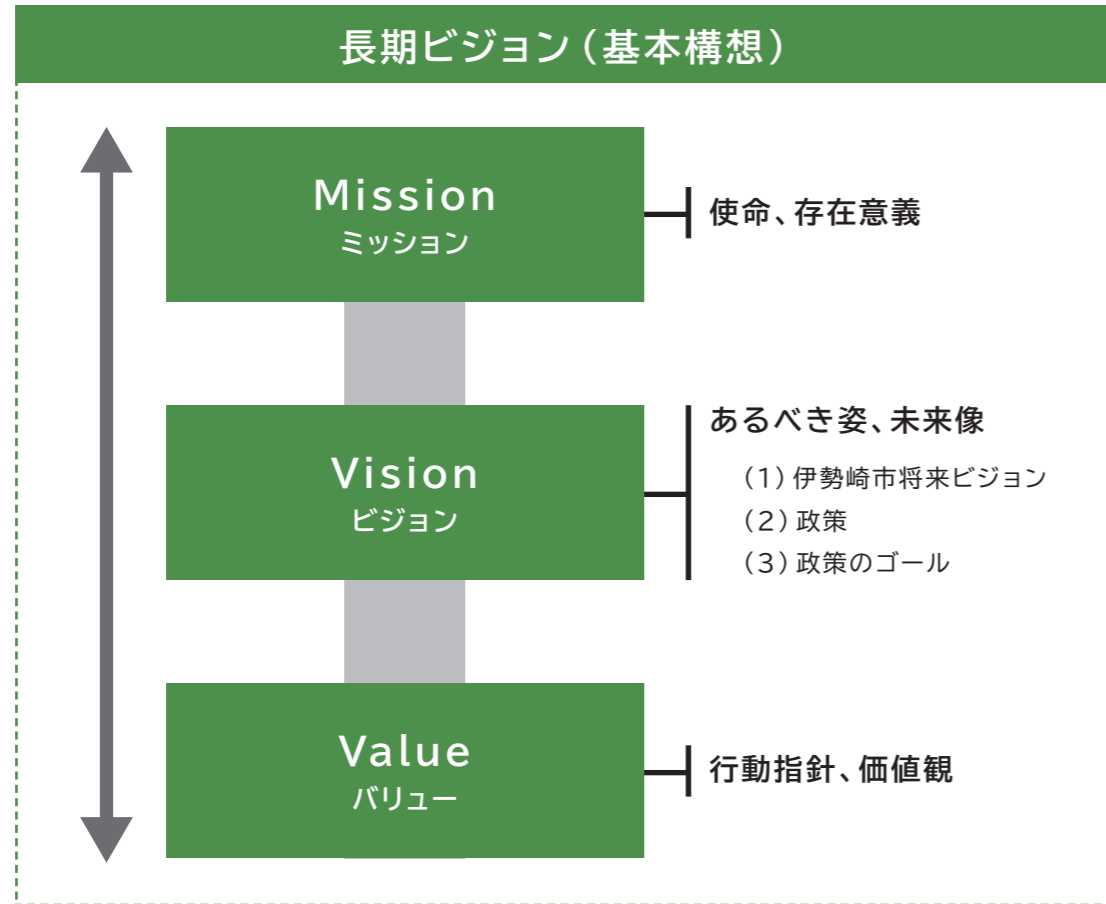 長期ビジョン（基本構想）
Mission
ミッション
使命、存在意義
Vision
ビジョン
あるべき姿、未来像
（1）伊勢崎市将来ビジョン
（2）政策
（3）政策のゴール
Value
バリュー
行動指針、価値観